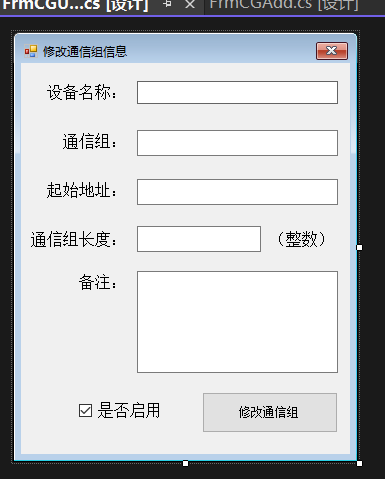 FrmCGU...cs [设计]
FrmCGAdd.cs [设计]
修改通信组信息
设备名称：
通信组：
起始地址：
通信组长度：
（整数）
备注：
是否启用
修改通信组